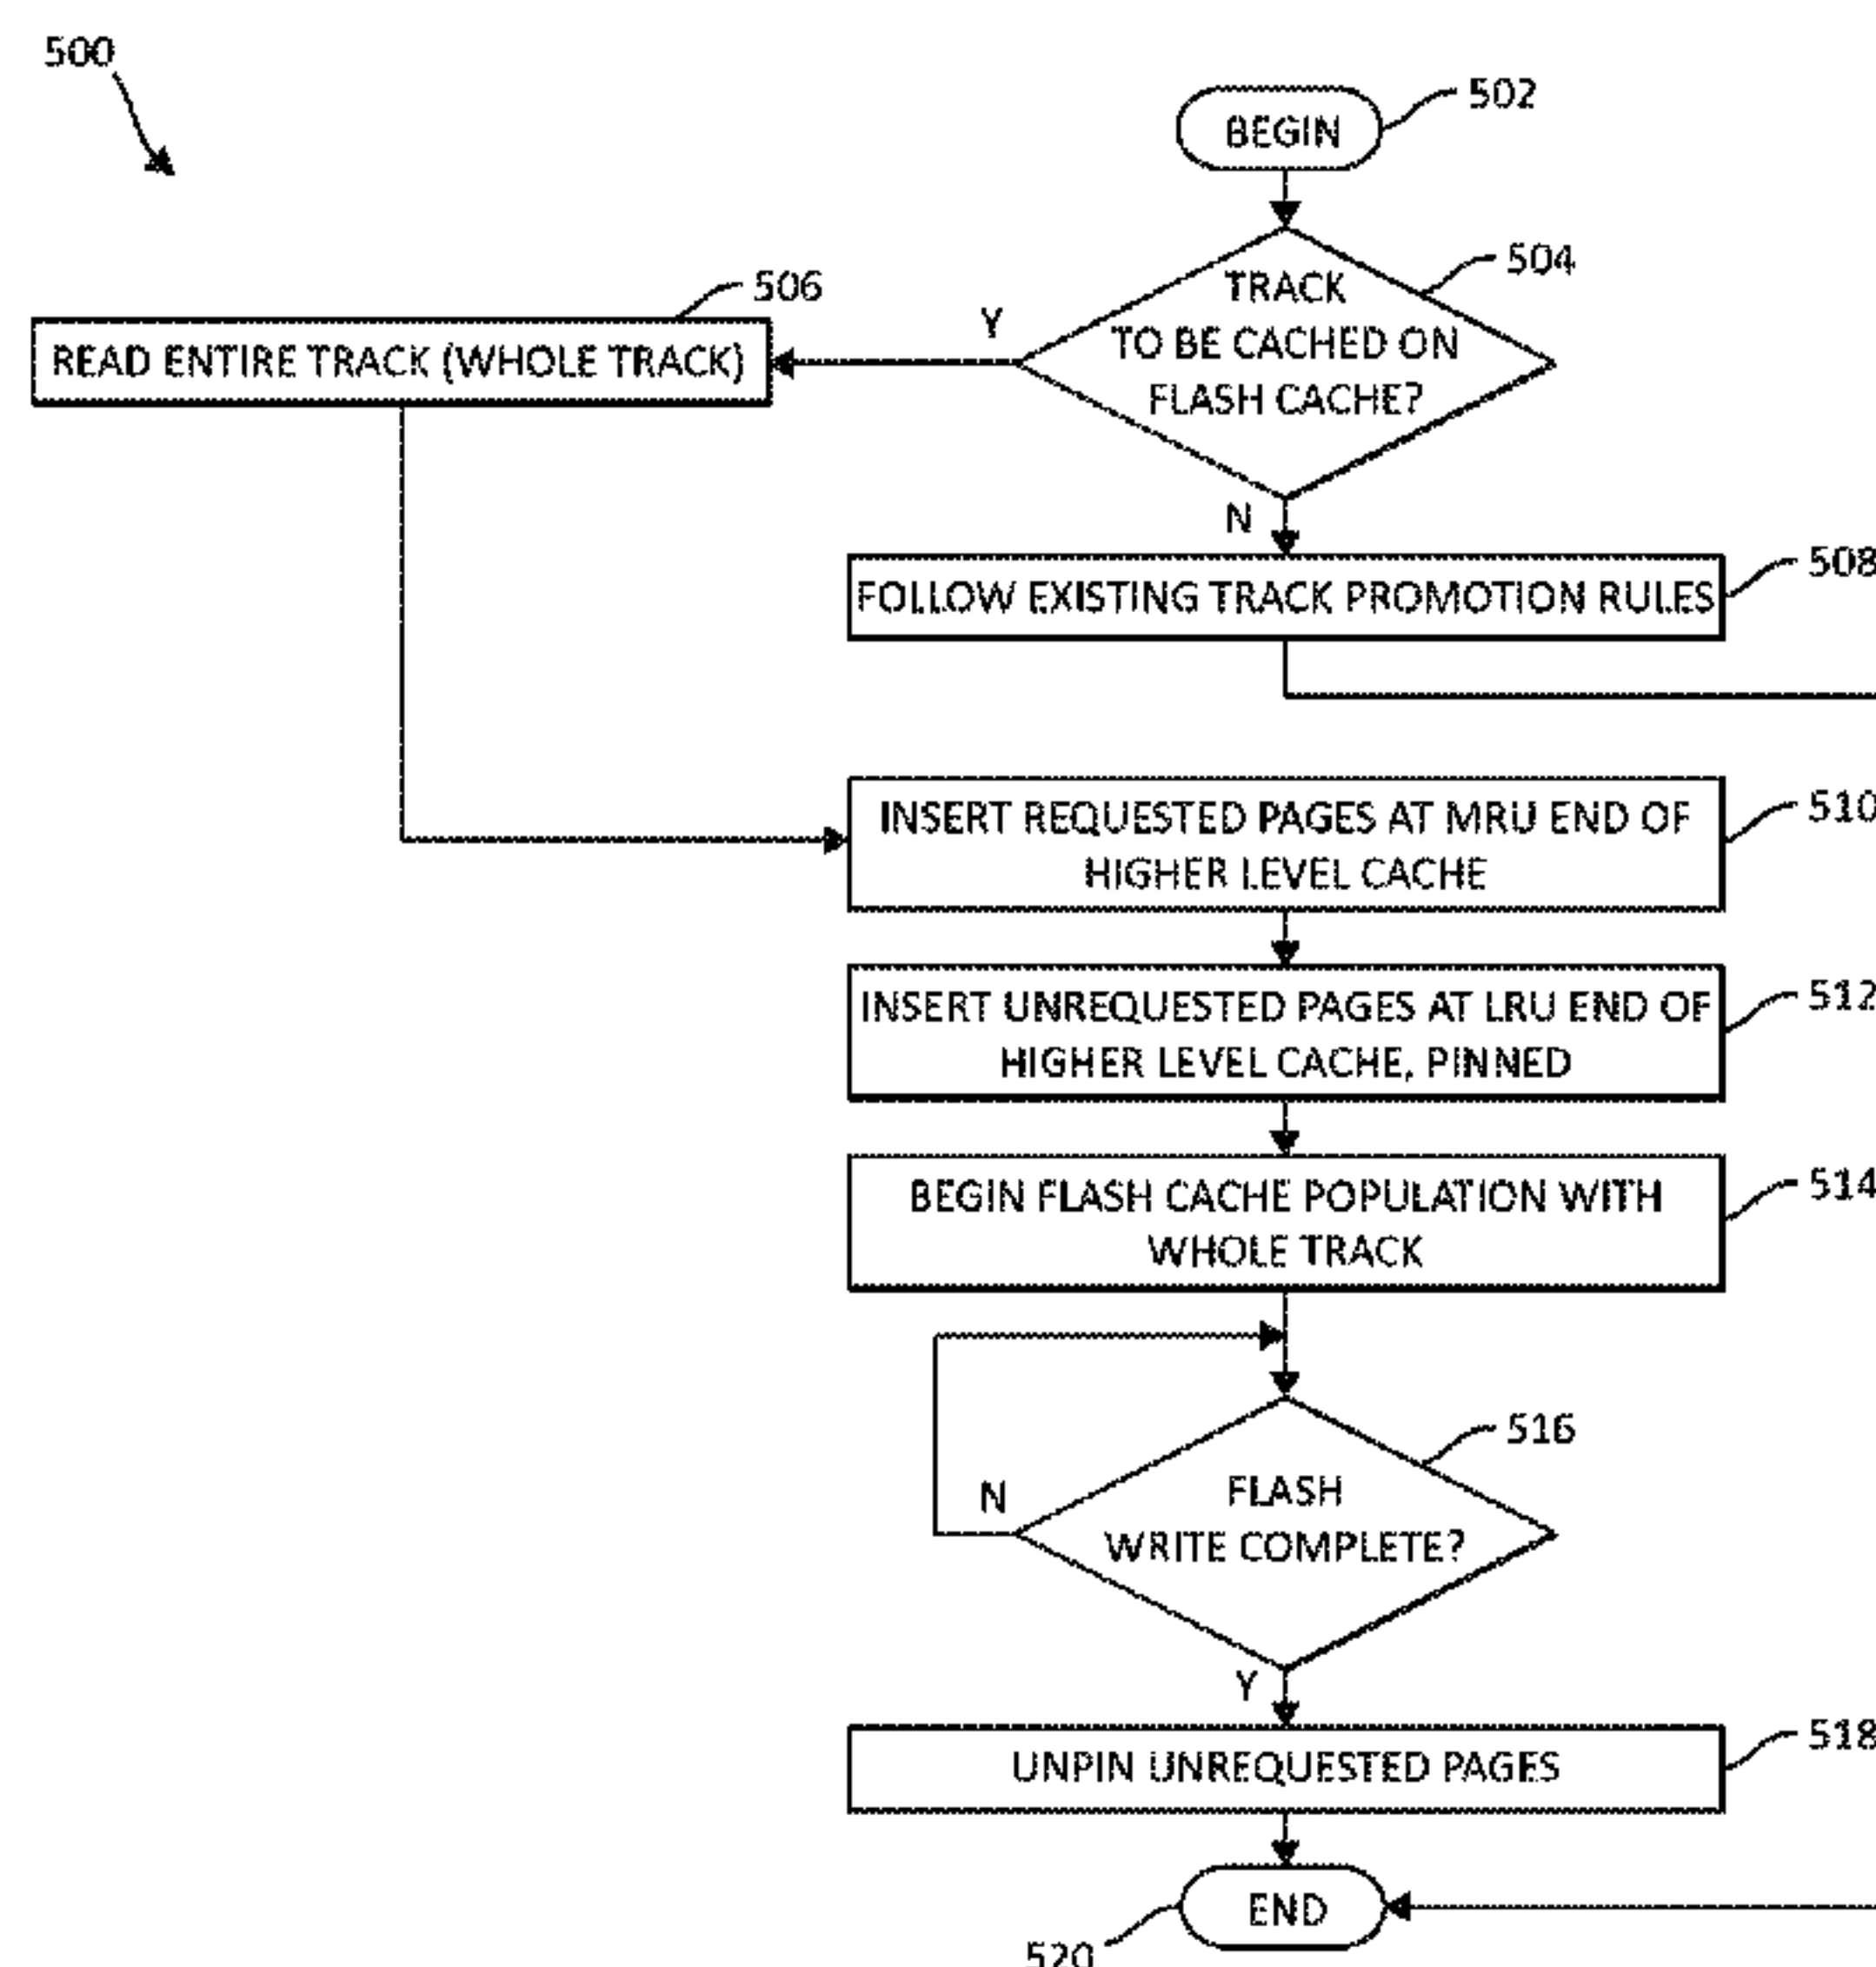 500
502
BEGIN
504
TRACK
TO BE CACHED ON
FLASH CACHE?
Y
506
READ ENTIRE TRACK (WHOLE TRACK)
N
508
FOLLOW EXISTING TRACK PROMOTION RULES
510
INSERT REQUESTED PAGES AT MRU END OF
HIGHER LEVEL CACHE
512
INSERT UNREQUESTED PAGES AT LRU END OF
HIGHER LEVEL CACHE, PINNED
514
BEGIN FLASH CACHE POPULATION WITH
WHOLE TRACK
516
N
FLASH
WRITE COMPLETE?
Y
518
UNPIN UNREQUESTED PAGES
END
520